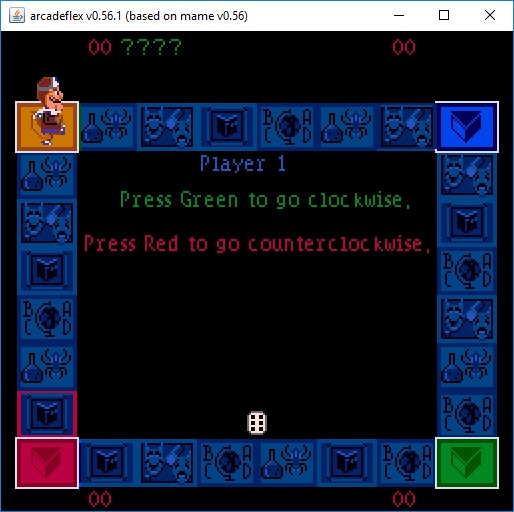 arcadeflex v0.56.1 (based on mame v0.56)
00 ???? 00
Player 1
Press Green to go clockwise.
Press Red to go counterclockwise.
00 00